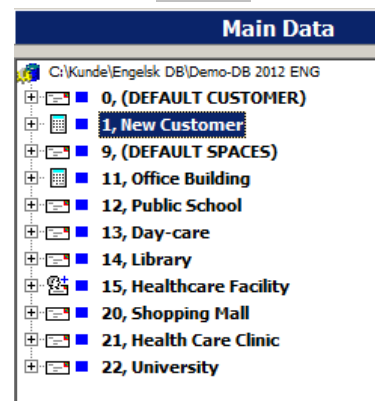 Main Data
C:\Kunde\Engelsk DB\Demo-DB 2012 ENG
0, (DEFAULT CUSTOMER)
1, New Customer
9, (DEFAULT SPACES)
11, Office Building
12, Public School
13, Day-care
14, Library
15, Healthcare Facility
20, Shopping Mall
21, Health Care Clinic
22, University